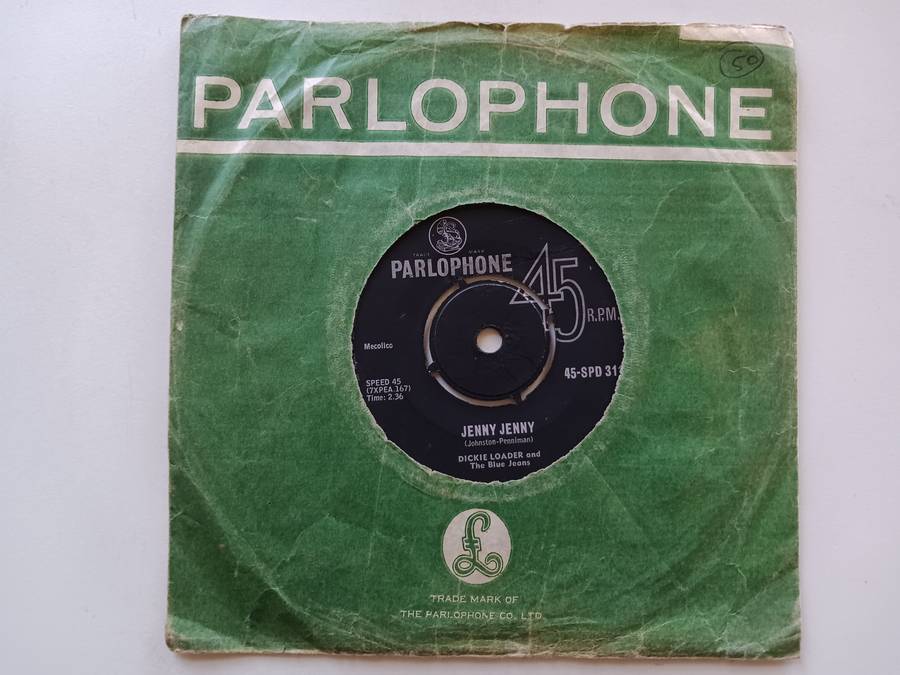 50
PARLOPHONE
TRADE MARK
PARLOPHONE
45
R.P.M.
Mecolico
45-SPD 31
SPEED 45
(7XPEA.167)
Time: 2.36
JENNY JENNY
(Johnston-Penniman)
DICKIE LOADER and
The Blue Jeans
£
TRADE MARK OF
THE PARLOPHONE CO. LTD.